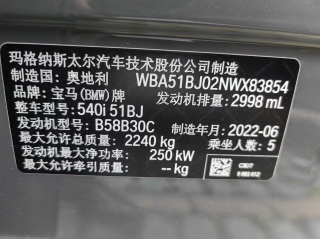 玛格纳斯太尔汽车技术股份公司制造
制造国：奥地利 WBA51BJ02NWX83854
品牌：宝马(BMW)牌 发动机排量：2998 mL
整车型号：540i 51BJ
发动机型号：B58B30C 制造年月：2022-06
最大允许总质量：2240 kg 乘坐人数：5
发动机最大净功率：250 kW
最大允许牵引质量：-- kg